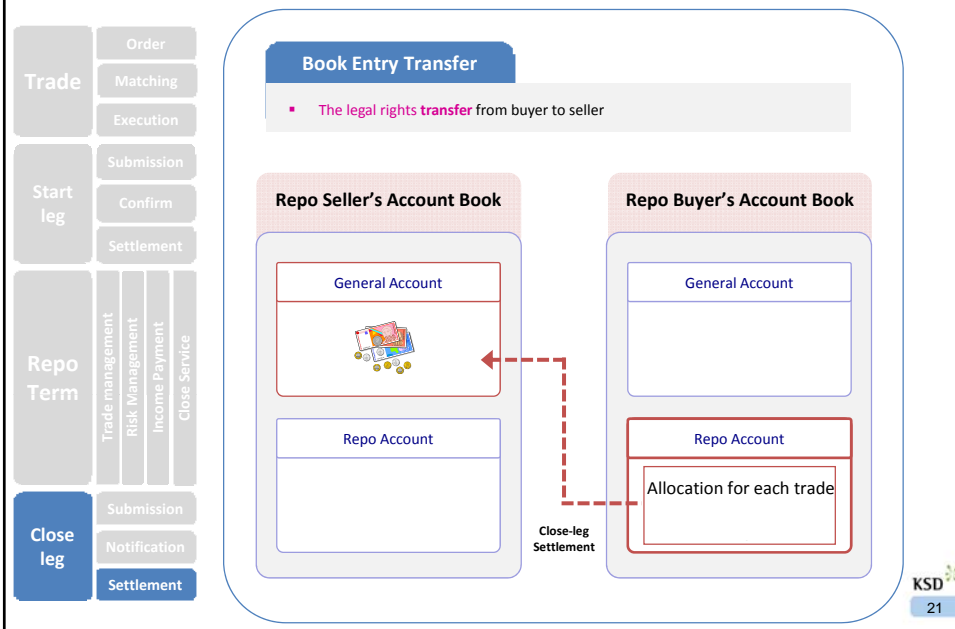 Trade
Order
Matching
Execution
Start
leg
Submission
Confirm
Settlement
Repo
Term
Trade management
Risk Management
Income Payment
Close Service
Close
leg
Submission
Notification
Settlement
Book Entry Transfer
▪ The legal rights transfer from buyer to seller
Repo Seller's Account Book
General Account
Repo Account
Repo Buyer's Account Book
General Account
Repo Account
Allocation for each trade
Close-leg
Settlement
KSD
21